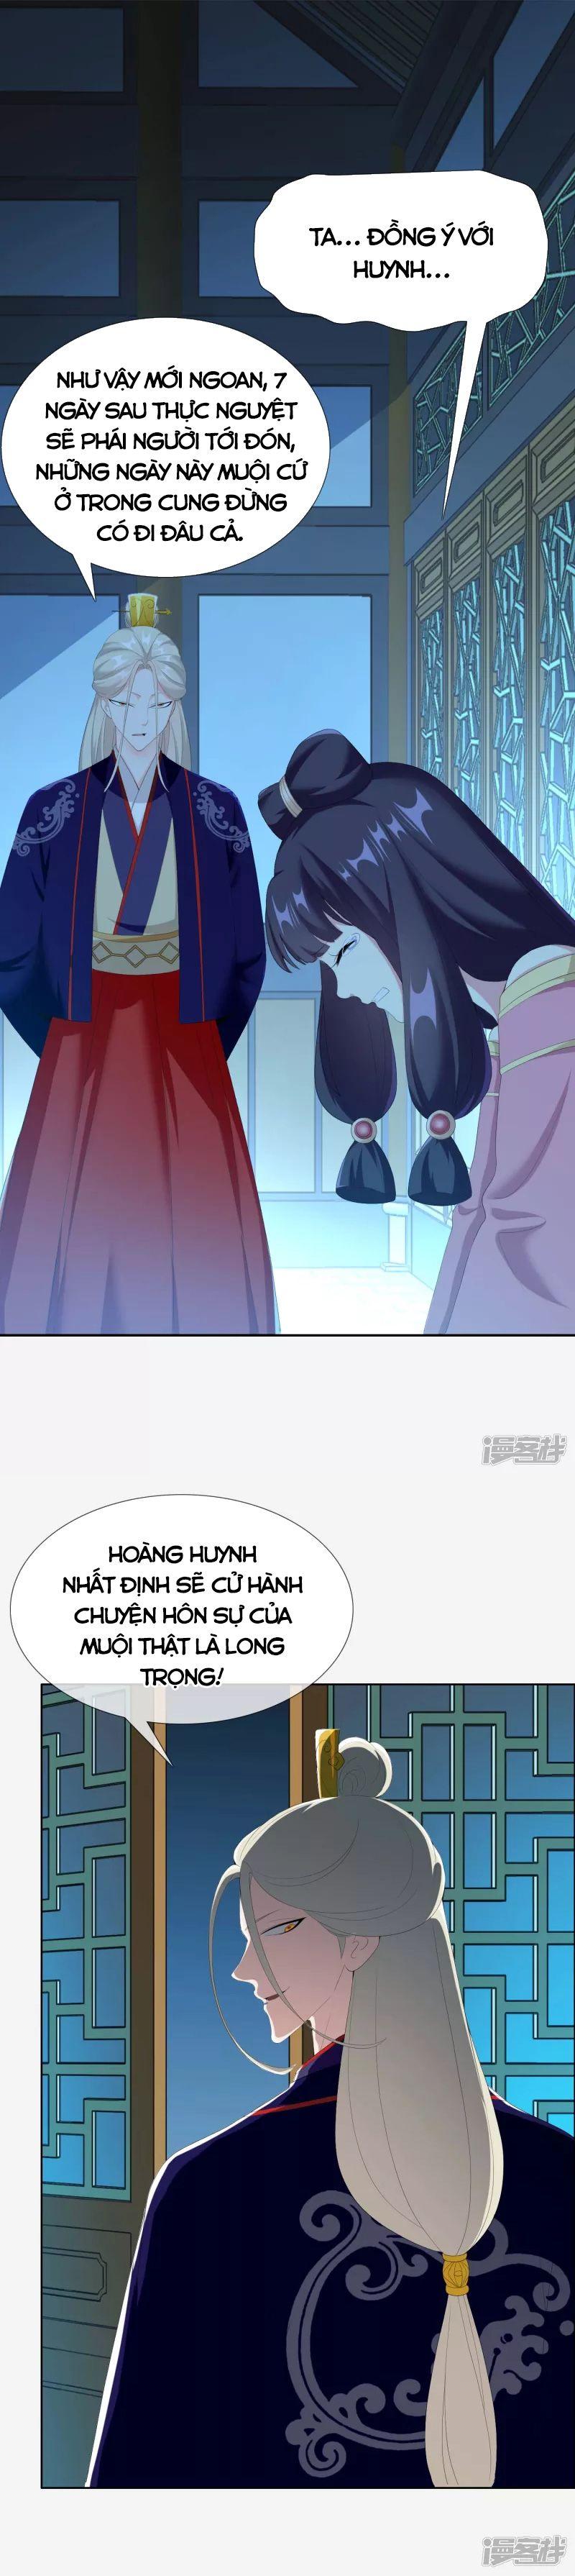 TA... ĐỒNG Ý VỚI
HUYNH...
NHƯ VẬY MỚI NGOAN, 7
NGÀY SAU THỰC NGUYỆT
SẼ PHÁI NGƯỜI TỚI ĐÓN,
NHỮNG NGÀY NÀY MUỘI CỨ
Ở TRONG CUNG ĐỪNG
CÓ ĐI ĐÂU CẢ.
漫客栈
HOÀNG HUYNH
NHẤT ĐỊNH SẼ CỬ HÀNH
CHUYỆN HÔN SỰ CỦA
MUỘI THẬT LÀ LONG
TRỌNG!
漫客栈